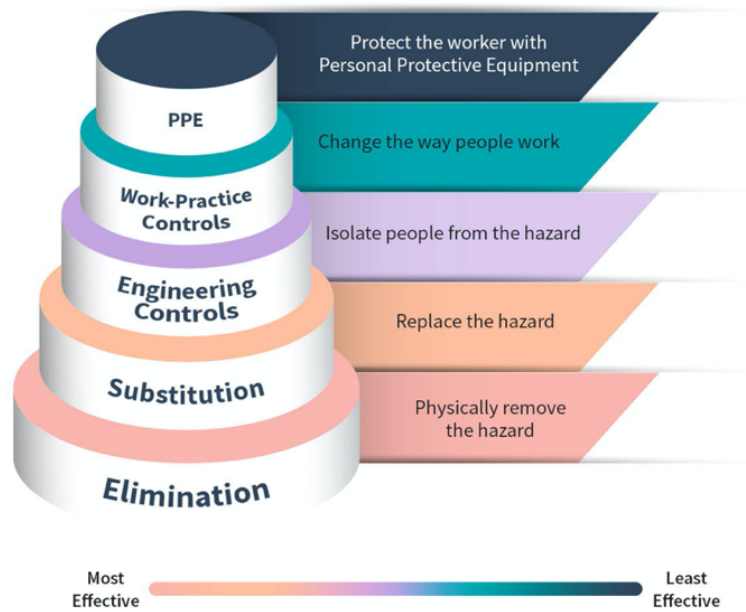 Protect the worker with
Personal Protective Equipment
PPE
Change the way people work
Work-Practice
Controls
Isolate people from the hazard
Engineering
Controls
Replace the hazard
Substitution
Physically remove
the hazard
Elimination
Most
Effective
Least
Effective